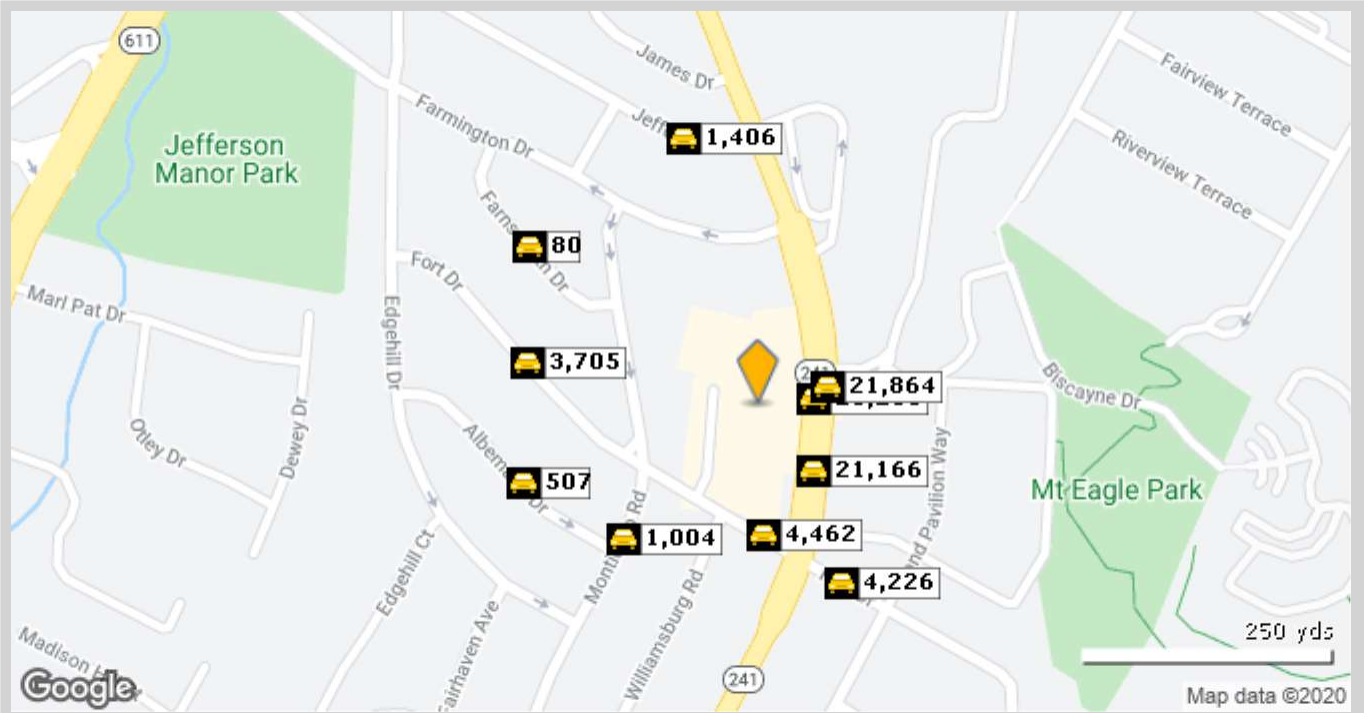 611
James Dr
Fairview Terrace
Farmington Dr
1,406
Jefferson
Manor Park
Riverview Terrace
80
Fort Dr
Marl Pat Dr
Edgehill Dr
3,705
241
21,864
Biscayne Dr
Otley Dr
Dewey Dr
507
21,166
Mt Eagle Park
Pavilion Way
1,004
4,462
Edgehill Ct
Rd
4,226
Williamsburg Rd
Fairhaven Ave
250 yds
Madison
241
Google
Map data ©2020